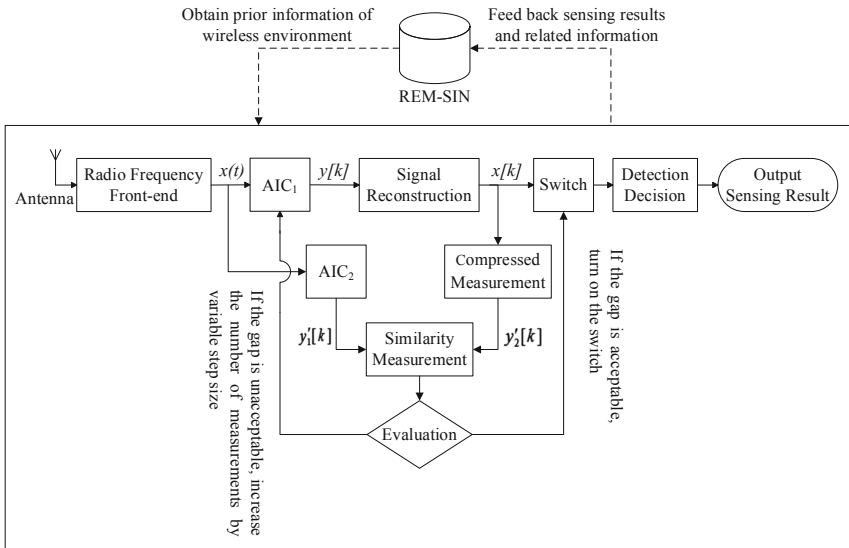 Obtain prior information of
wireless environment
Feed back sensing results
and related information
REM-SIN
Antenna
Radio Frequency
Front-end
x(t)
AIC₁
y[k]
Signal
Reconstruction
x[k]
Switch
Detection
Decision
Output
Sensing Result
AIC₂
Compressed
Measurement
y′₁[k]
Similarity
Measurement
y′₂[k]
Evaluation
If the gap is unacceptable, increase
the number of measurements by
variable step size
If the gap is acceptable,
turn on the switch